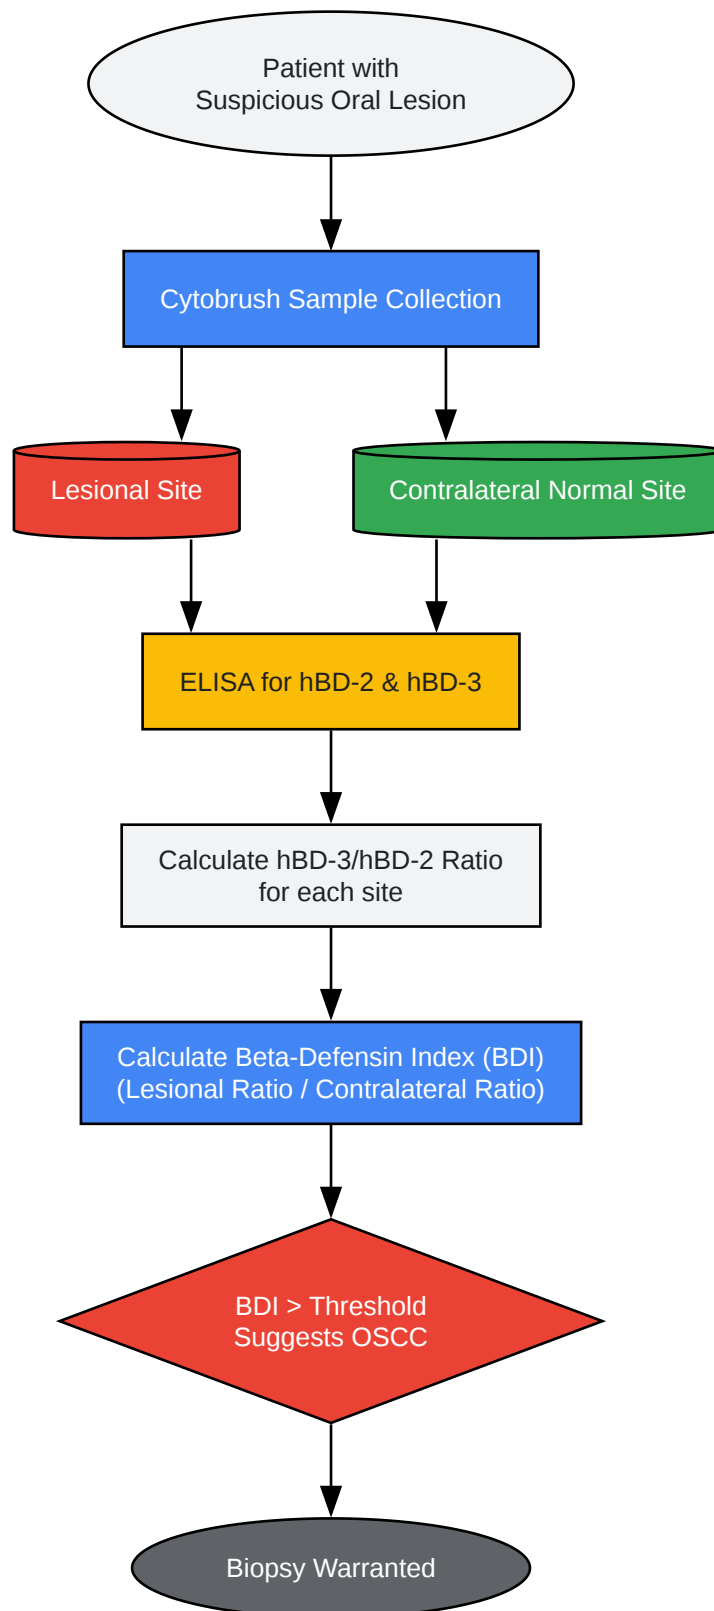 Patient with
Suspicious Oral Lesion
Cytobrush Sample Collection
Lesional Site
Contralateral Normal Site
ELISA for hBD-2 & hBD-3
Calculate hBD-3/hBD-2 Ratio
for each site
Calculate Beta-Defensin Index (BDI)
(Lesional Ratio / Contralateral Ratio)
BDI > Threshold
Suggests OSCC
Biopsy Warranted